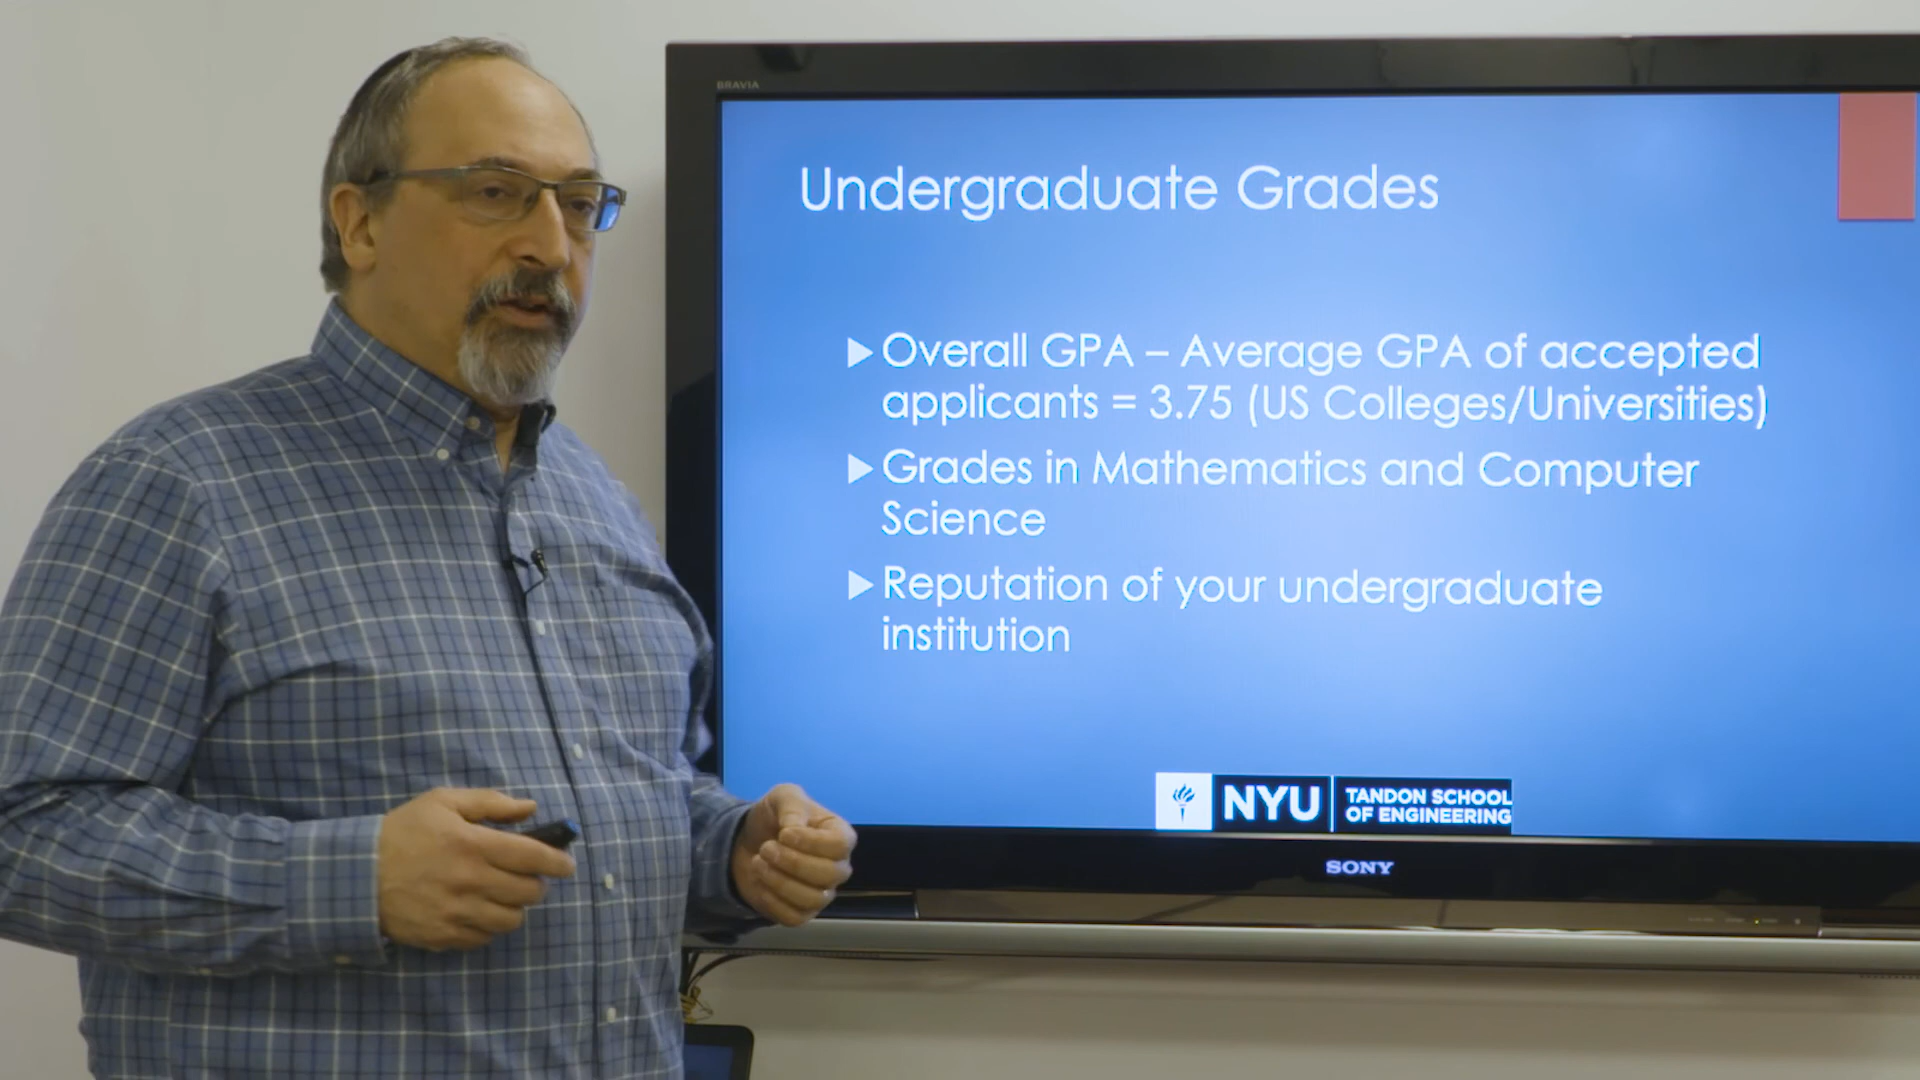 BRAVIA
Undergraduate Grades
Overall GPA – Average GPA of accepted
applicants = 3.75 (US Colleges/Universities)
Grades in Mathematics and Computer
Science
Reputation of your undergraduate
institution
NYU
TANDON SCHOOL
OF ENGINEERING
SONY